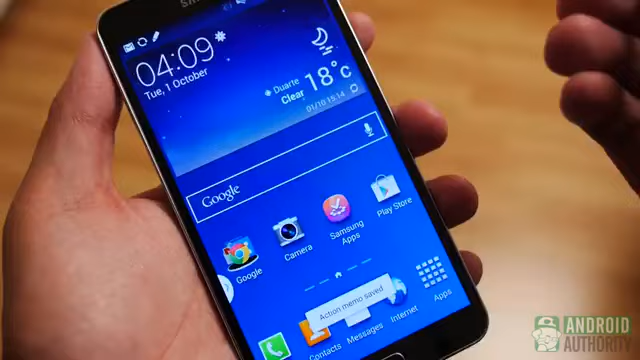 SAMSUNG
04:09
Tue, 1 October
Duarte
Clear
18°C
01/10 15:14
Google
Google
Camera
Samsung
Apps
Play Store
Action memo saved
Contacts
Messages
Internet
Apps
ANDROID
AUTHORITY